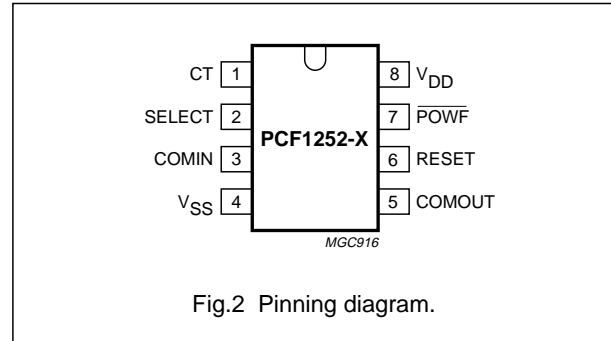 CT 1
8 VDD
SELECT 2
7 POWF
PCF1252-X
COMIN 3
6 RESET
VSS 4
5 COMOUT
MGC916
Fig.2 Pinning diagram.